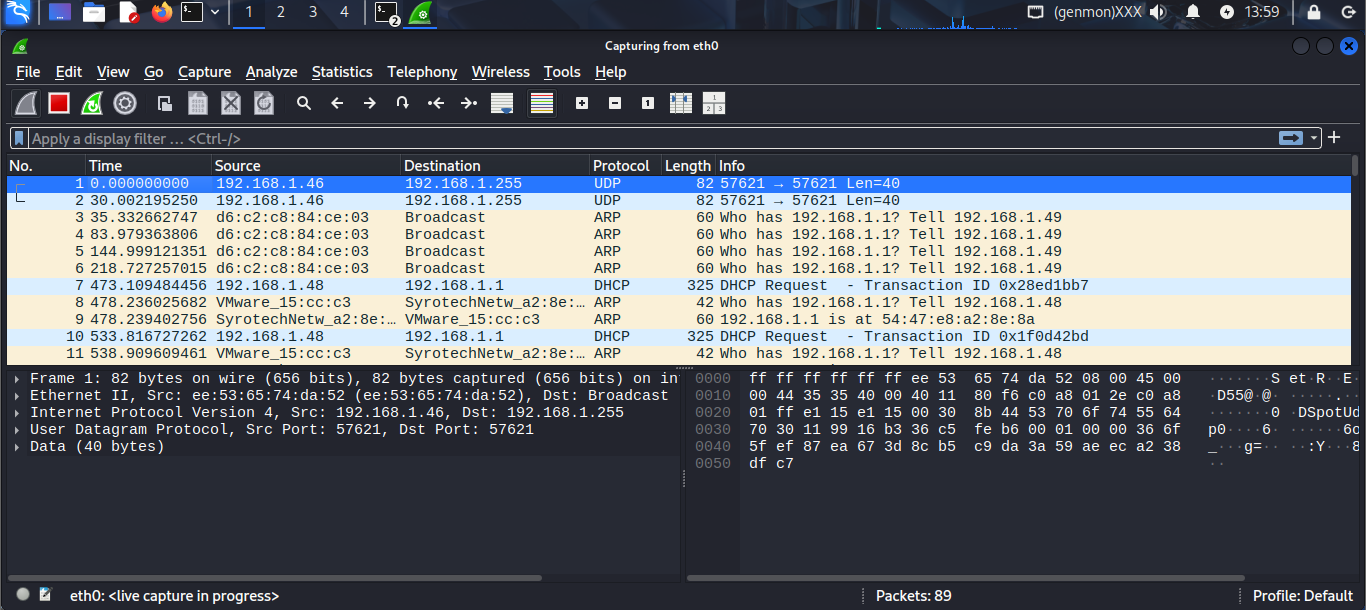 1 2 3 4 2 (genmon)XXX 13:59
Capturing from eth0
File Edit View Go Capture Analyze Statistics Telephony Wireless Tools Help
Apply a display filter … <Ctrl-/>
No. Time Source Destination Protocol Length Info
1 0.000000000 192.168.1.46 192.168.1.255 UDP 82 57621 → 57621 Len=40
2 30.002195250 192.168.1.46 192.168.1.255 UDP 82 57621 → 57621 Len=40
3 35.332662747 d6:c2:c8:84:ce:03 Broadcast ARP 60 Who has 192.168.1.1? Tell 192.168.1.49
4 83.979363806 d6:c2:c8:84:ce:03 Broadcast ARP 60 Who has 192.168.1.1? Tell 192.168.1.49
5 144.999121351 d6:c2:c8:84:ce:03 Broadcast ARP 60 Who has 192.168.1.1? Tell 192.168.1.49
6 218.727257015 d6:c2:c8:84:ce:03 Broadcast ARP 60 Who has 192.168.1.1? Tell 192.168.1.49
7 473.109484456 192.168.1.48 192.168.1.1 DHCP 325 DHCP Request  - Transaction ID 0x28ed1bb7
8 478.236025682 VMware_15:cc:c3 SyrotechNetw_a2:8e:… ARP 42 Who has 192.168.1.1? Tell 192.168.1.48
9 478.239402756 SyrotechNetw_a2:8e:… VMware_15:cc:c3 ARP 60 192.168.1.1 is at 54:47:e8:a2:8e:8a
10 533.816727262 192.168.1.48 192.168.1.1 DHCP 325 DHCP Request  - Transaction ID 0x1f0d42bd
11 538.909609461 VMware_15:cc:c3 SyrotechNetw_a2:8e:… ARP 42 Who has 192.168.1.1? Tell 192.168.1.48
Frame 1: 82 bytes on wire (656 bits), 82 bytes captured (656 bits) on in
Ethernet II, Src: ee:53:65:74:da:52 (ee:53:65:74:da:52), Dst: Broadcast
Internet Protocol Version 4, Src: 192.168.1.46, Dst: 192.168.1.255
User Datagram Protocol, Src Port: 57621, Dst Port: 57621
Data (40 bytes)
0000 ff ff ff ff ff ff ee 53 65 74 da 52 08 00 45 00 ·······S et·R··E·
0010 00 44 35 35 40 00 40 11 80 f6 c0 a8 01 2e c0 a8 ·D55@·@· ·····.··
0020 01 ff e1 15 e1 15 00 30 8b 44 53 70 6f 74 55 64 ·······0 ·DSpotUd
0030 70 30 11 99 16 b3 36 c5 fe b6 00 01 00 00 36 6f p0····6· ······6o
0040 5f ef 87 ea 67 3d 8c b5 c9 da 3a 59 ae ec a2 38 _···g=·· ··:Y···8
0050 df c7 ··
eth0: <live capture in progress> Packets: 89 Profile: Default